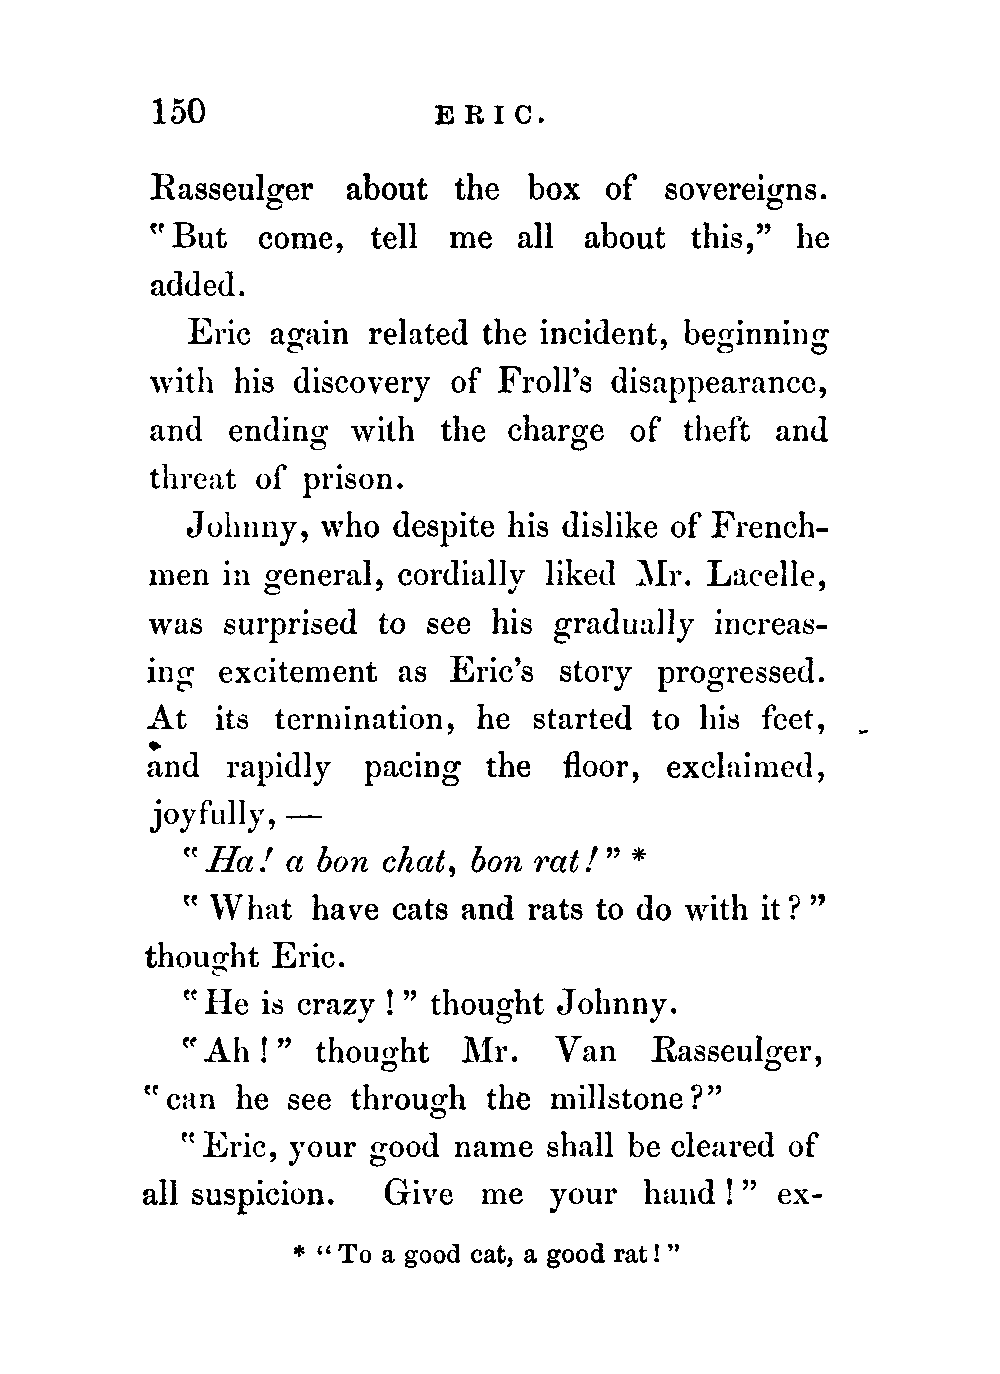 150 ERIC.
Rasseulger about the box of sovereigns.
"But come, tell me all about this," he
added.
Eric again related the incident, beginning
with his discovery of Froll's disappearance,
and ending with the charge of theft and
threat of prison.
Johnny, who despite his dislike of French-
men in general, cordially liked Mr. Lacelle,
was surprised to see his gradually increas-
ing excitement as Eric's story progressed.
At its termination, he started to his feet,
and rapidly pacing the floor, exclaimed,
joyfully, —
"Ha! a bon chat, bon rat!" *
"What have cats and rats to do with it?"
thought Eric.
"He is crazy!" thought Johnny.
"Ah!" thought Mr. Van Rasseulger,
"can he see through the millstone?"
"Eric, your good name shall be cleared of
all suspicion. Give me your hand!" ex-
* "To a good cat, a good rat!"